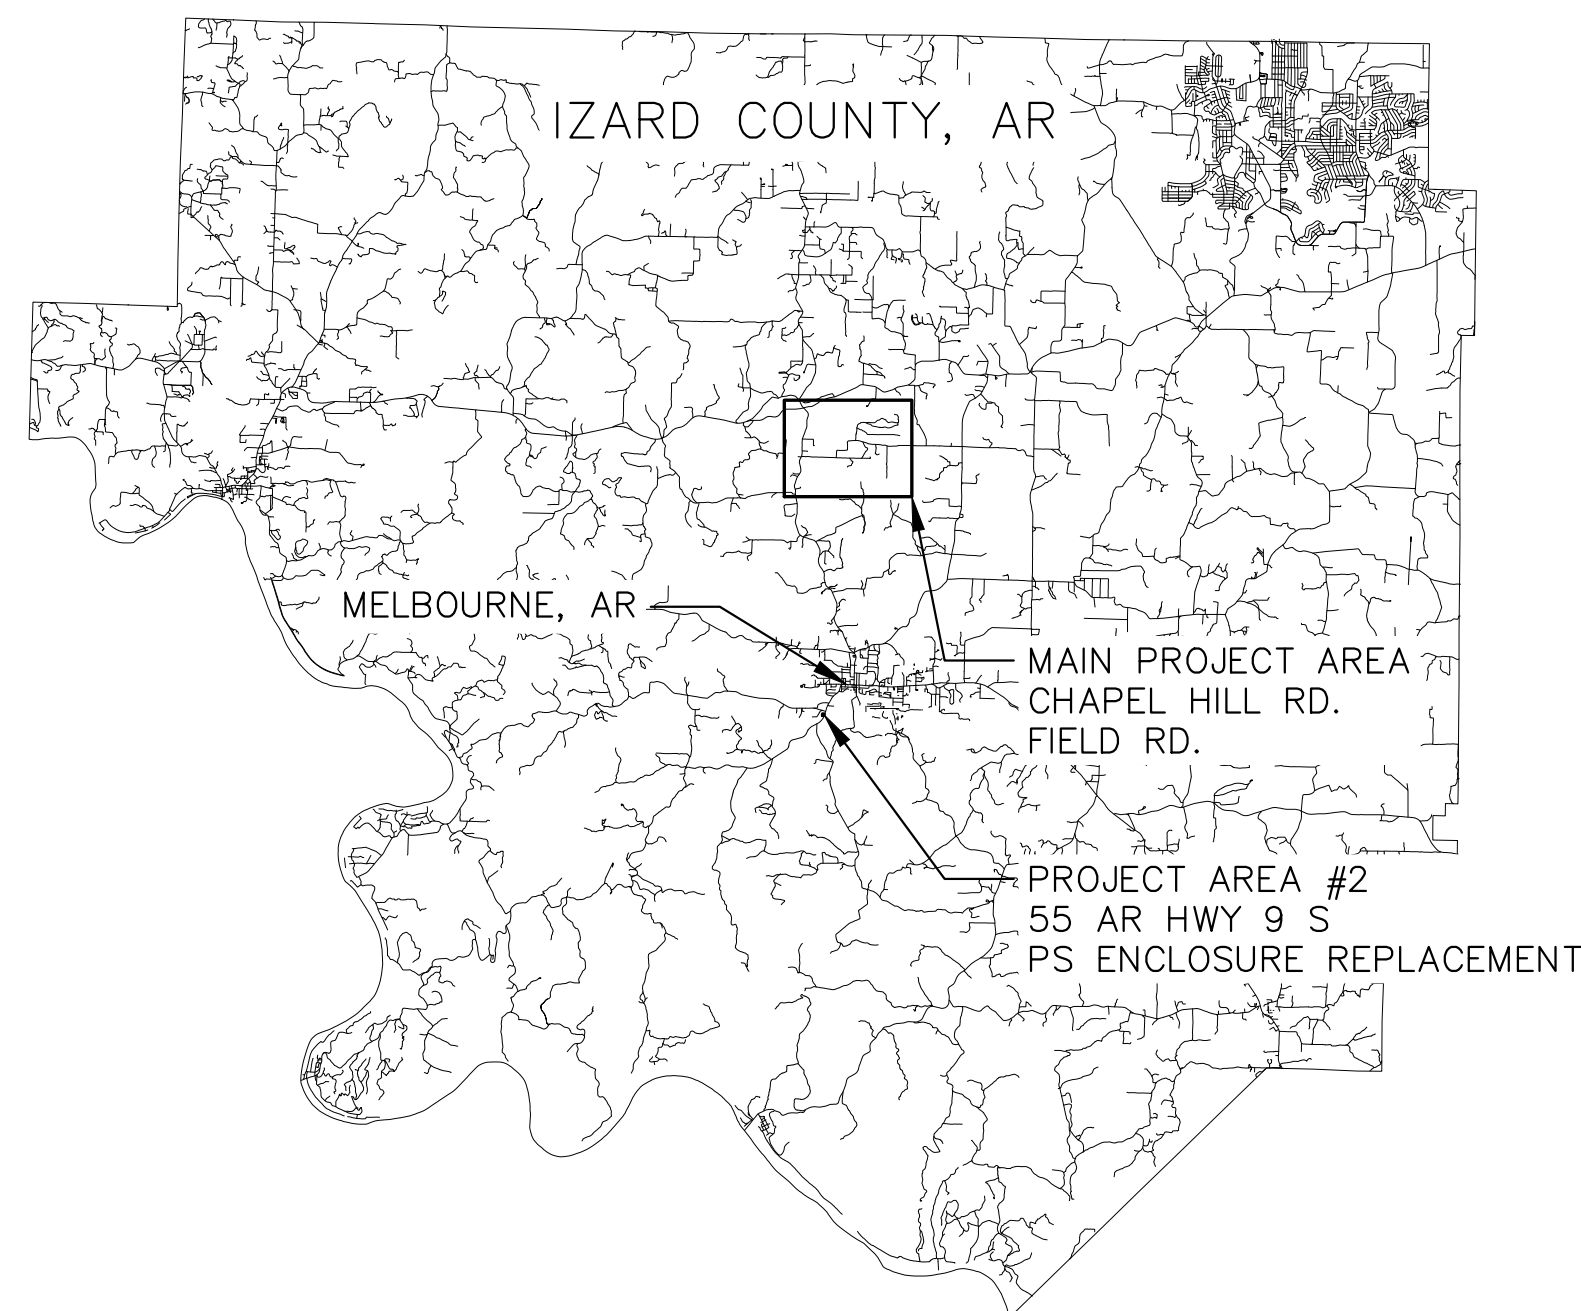 IZARD COUNTY, AR
MELBOURNE, AR
MAIN PROJECT AREA
CHAPEL HILL RD.
FIELD RD.
PROJECT AREA #2
55 AR HWY 9 S
PS ENCLOSURE REPLACEMENT